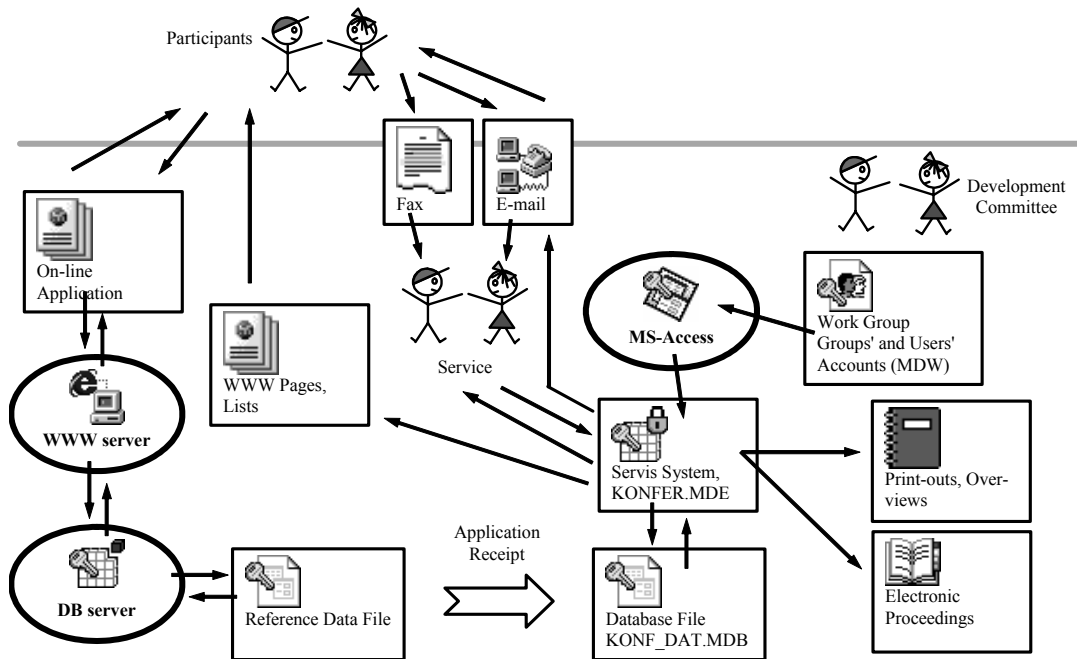 Participants
Fax
E-mail
Development
Committee
On-line
Application
WWW Pages,
Lists
Service
MS-Access
Work Group
Groups' and Users'
Accounts (MDW)
WWW server
Servis System,
KONFER.MDE
Print-outs, Over-
views
DB server
Reference Data File
Application
Receipt
Database File
KONF_DAT.MDB
Electronic
Proceedings